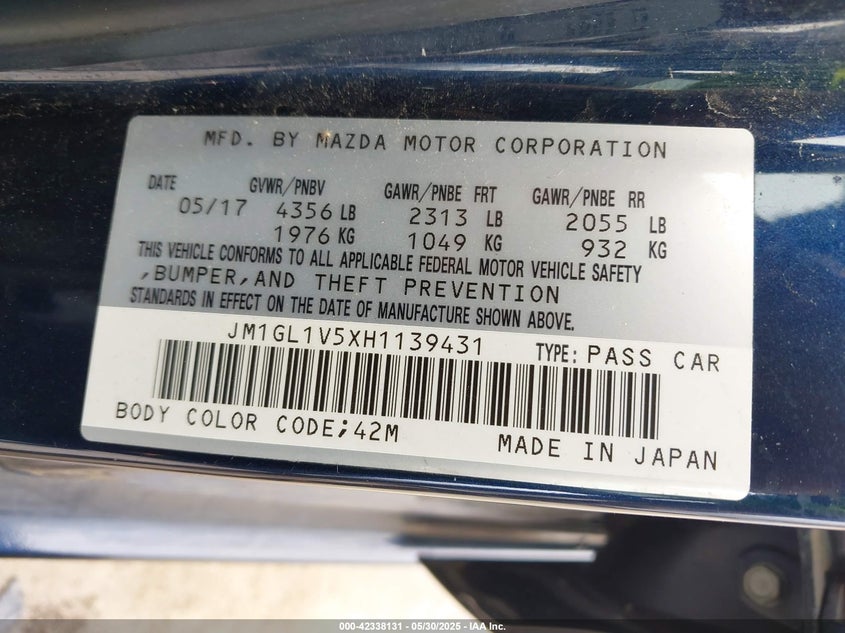 MFD. BY MAZDA MOTOR CORPORATION
DATE GVWR/PNBV GAWR/PNBE FRT GAWR/PNBE RR
05/17 4356 LB 2313 LB 2055 LB
1976 KG 1049 KG 932 KG
THIS VEHICLE CONFORMS TO ALL APPLICABLE FEDERAL MOTOR VEHICLE SAFETY
,BUMPER,AND THEFT PREVENTION
STANDARDS IN EFFECT ON THE DATE OF MANUFACTURE SHOWN ABOVE.
JM1GL1V5XH1139431 TYPE: PASS CAR
BODY COLOR CODE;42M
MADE IN JAPAN
000-42338131 - 05/30/2025 - IAA Inc.